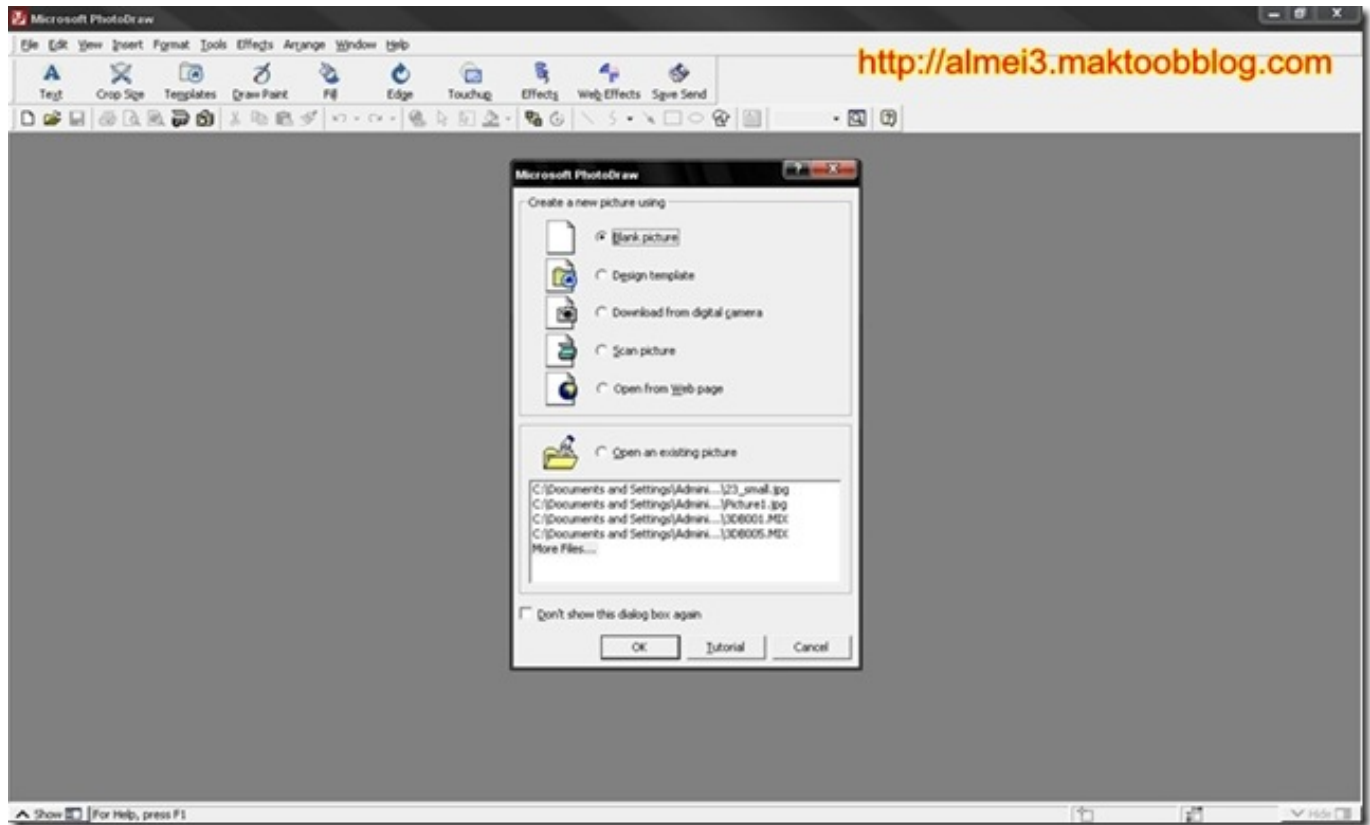 Microsoft PhotoDraw
File Edit View Insert Format Tools Effects Arrange Window Help
http://almei3.maktoobblog.com
Text Crop Size Templates Draw Paint Fill Edge Touchup Effects Web Effects Save Send
Microsoft PhotoDraw
Create a new picture using
Blank picture
Design template
Download from digital camera
Scan picture
Open from Web page
Open an existing picture
C:\Documents and Settings\Admini...\23_small.jpg
C:\Documents and Settings\Admini...\Picture1.jpg
C:\Documents and Settings\Admini...\3DB001.MIX
C:\Documents and Settings\Admini...\3DB005.MIX
More Files...
Don't show this dialog box again
OK Tutorial Cancel
Show For Help, press F1 Hide